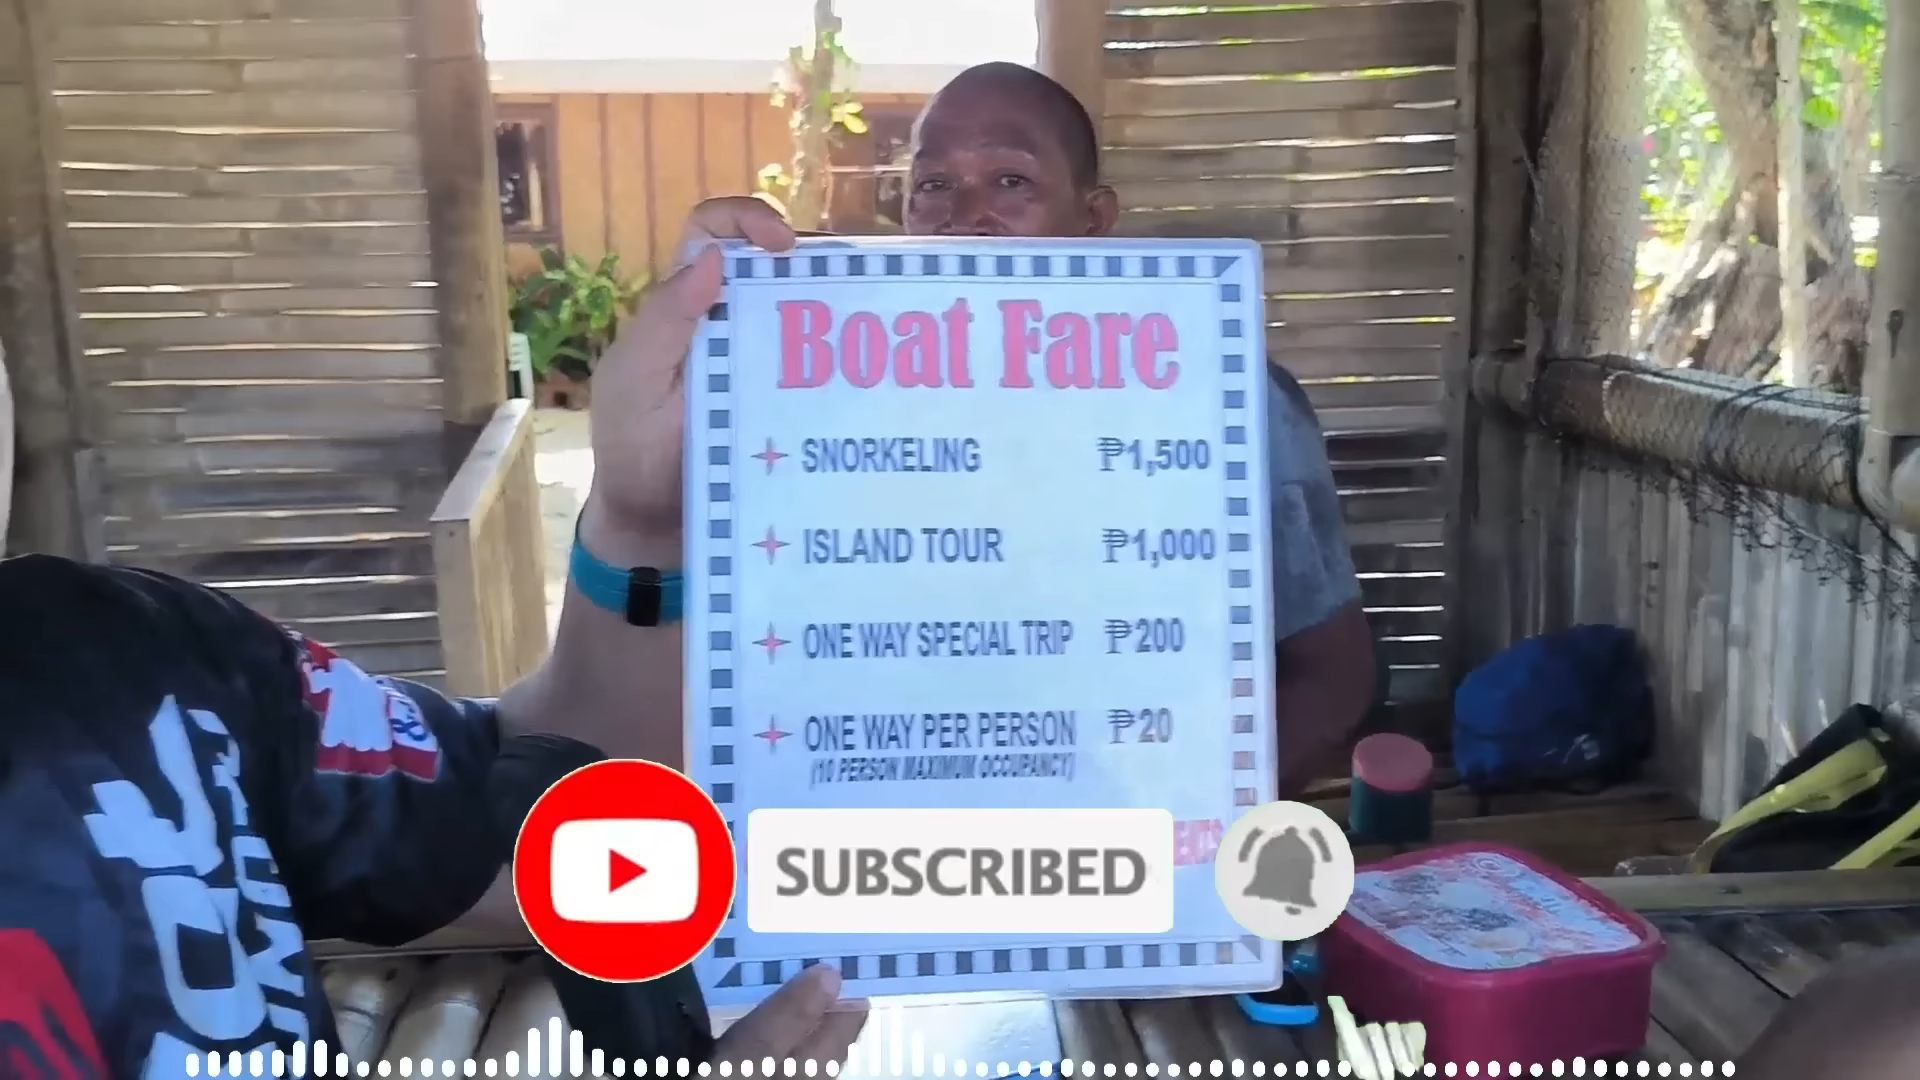 Boat Fare
SNORKELING ₱1,500
ISLAND TOUR ₱1,000
ONE WAY SPECIAL TRIP ₱200
ONE WAY PER PERSON ₱20
(10 PERSON MAXIMUM OCCUPANCY)
SUBSCRIBED